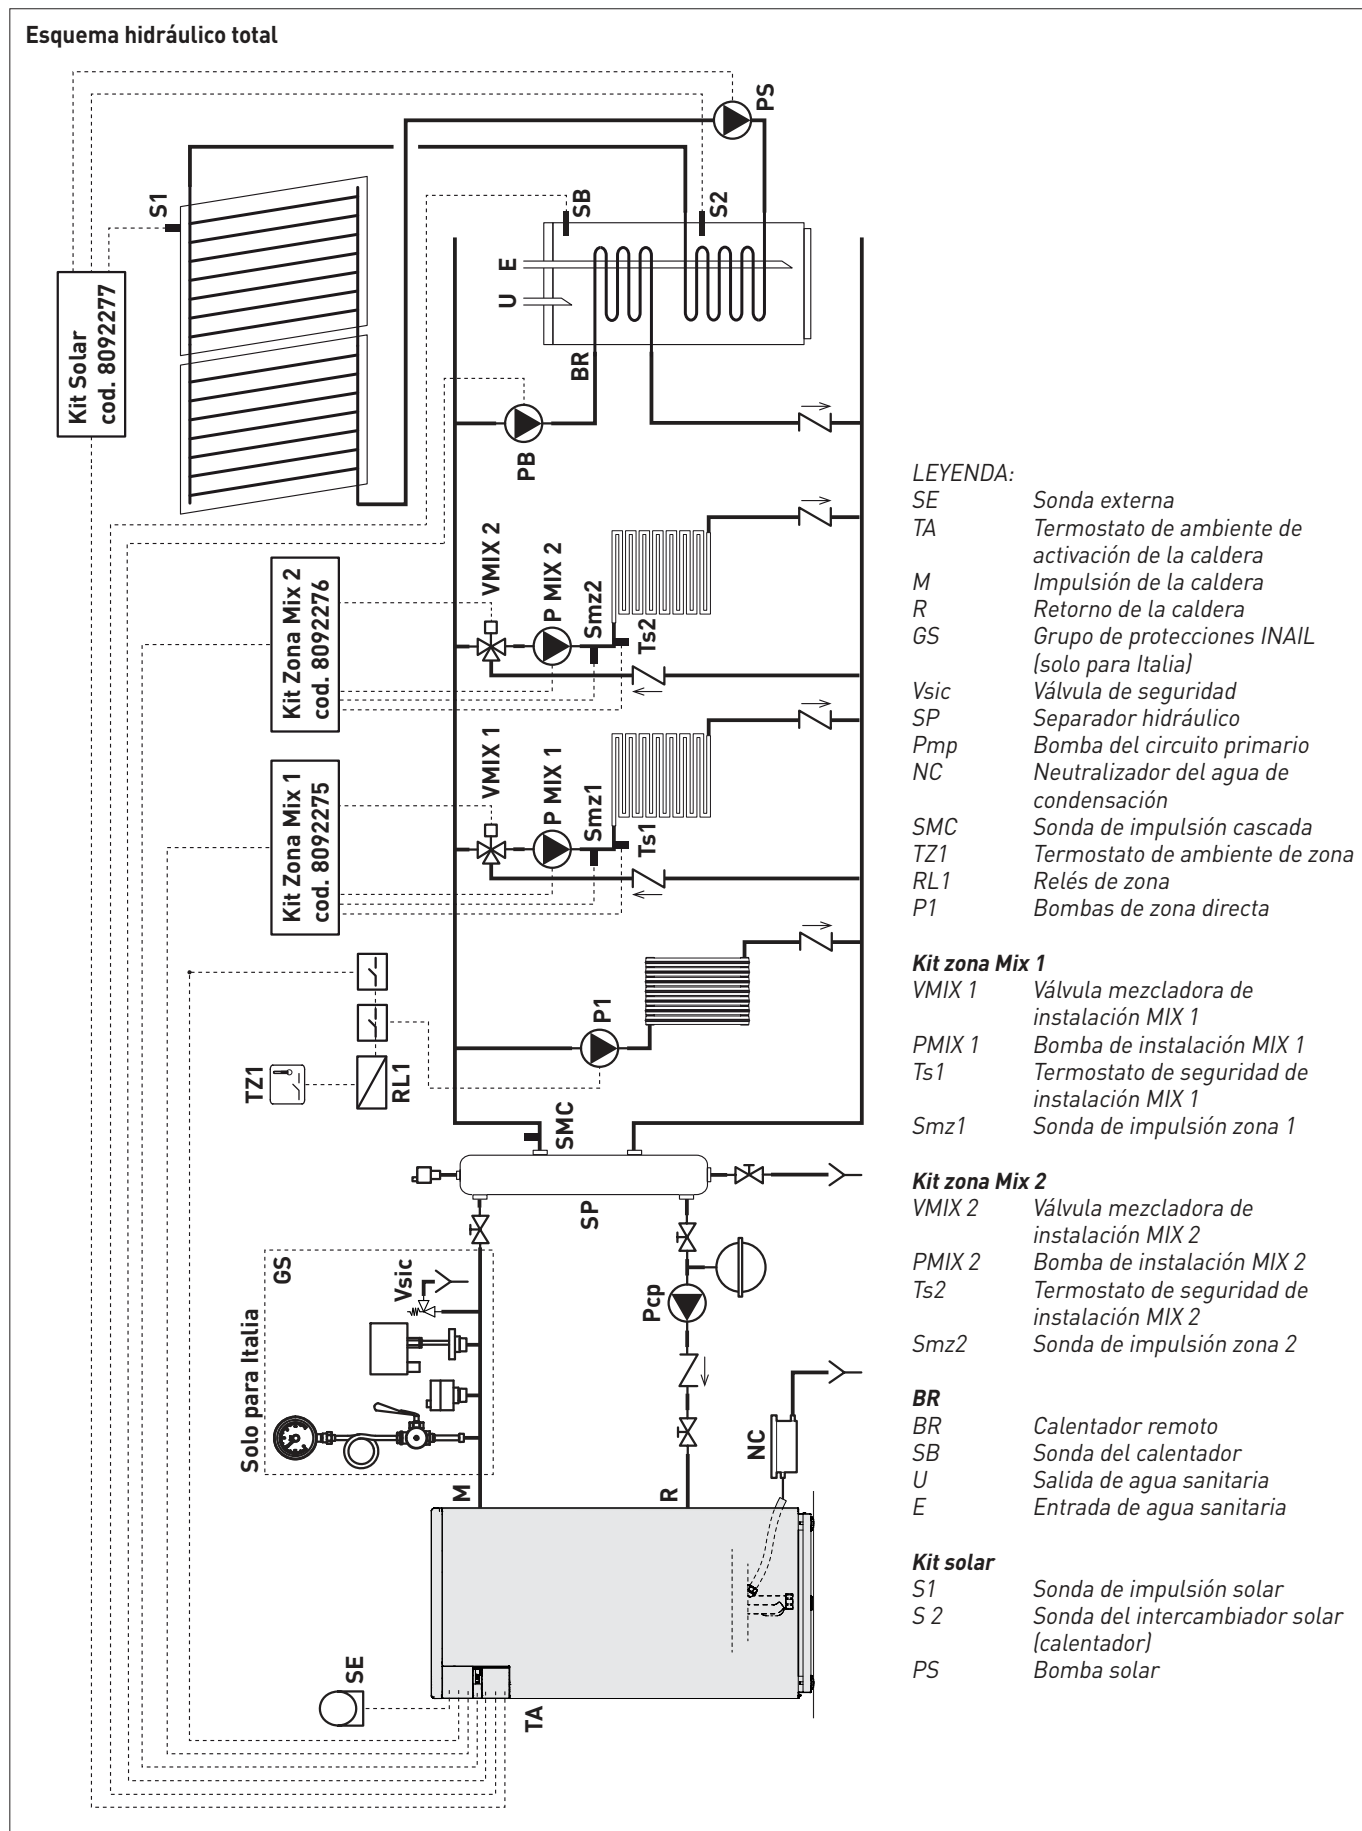 Esquema hidráulico total
PS
S1
SB
S2
E
U
BR
Kit Solar
cod. 8092277
PB
VMIX 2
P MIX 2
Smz2
Ts2
Kit Zona Mix 2
cod. 8092276
VMIX 1
P MIX 1
Smz1
Ts1
Kit Zona Mix 1
cod. 8092275
P1
TZ1
RL1
SMC
SP
GS
Vsic
Solo para Italia
Pcp
NC
M
R
SE
TA
LEYENDA:
SE Sonda externa
TA Termostato de ambiente de
activación de la caldera
M Impulsión de la caldera
R Retorno de la caldera
GS Grupo de protecciones INAIL
(solo para Italia)
Vsic Válvula de seguridad
SP Separador hidráulico
Pmp Bomba del circuito primario
NC Neutralizador del agua de
condensación
SMC Sonda de impulsión cascada
TZ1 Termostato de ambiente de zona
RL1 Relés de zona
P1 Bombas de zona directa
Kit zona Mix 1
VMIX 1 Válvula mezcladora de
instalación MIX 1
PMIX 1 Bomba de instalación MIX 1
Ts1 Termostato de seguridad de
instalación MIX 1
Smz1 Sonda de impulsión zona 1
Kit zona Mix 2
VMIX 2 Válvula mezcladora de
instalación MIX 2
PMIX 2 Bomba de instalación MIX 2
Ts2 Termostato de seguridad de
instalación MIX 2
Smz2 Sonda de impulsión zona 2
BR
BR Calentador remoto
SB Sonda del calentador
U Salida de agua sanitaria
E Entrada de agua sanitaria
Kit solar
S1 Sonda de impulsión solar
S 2 Sonda del intercambiador solar
(calentador)
PS Bomba solar